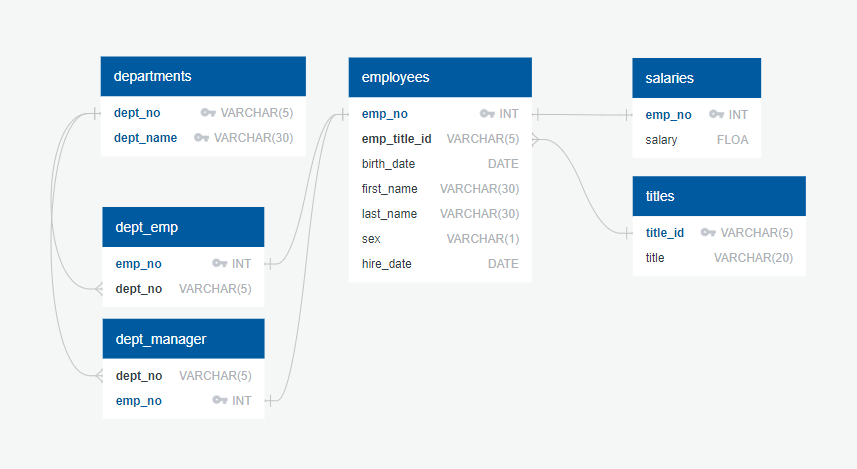 departments
dept_no VARCHAR(5)
dept_name VARCHAR(30)
dept_emp
emp_no INT
dept_no VARCHAR(5)
dept_manager
dept_no VARCHAR(5)
emp_no INT
employees
emp_no INT
emp_title_id VARCHAR(5)
birth_date DATE
first_name VARCHAR(30)
last_name VARCHAR(30)
sex VARCHAR(1)
hire_date DATE
salaries
emp_no INT
salary FLOA
titles
title_id VARCHAR(5)
title VARCHAR(20)